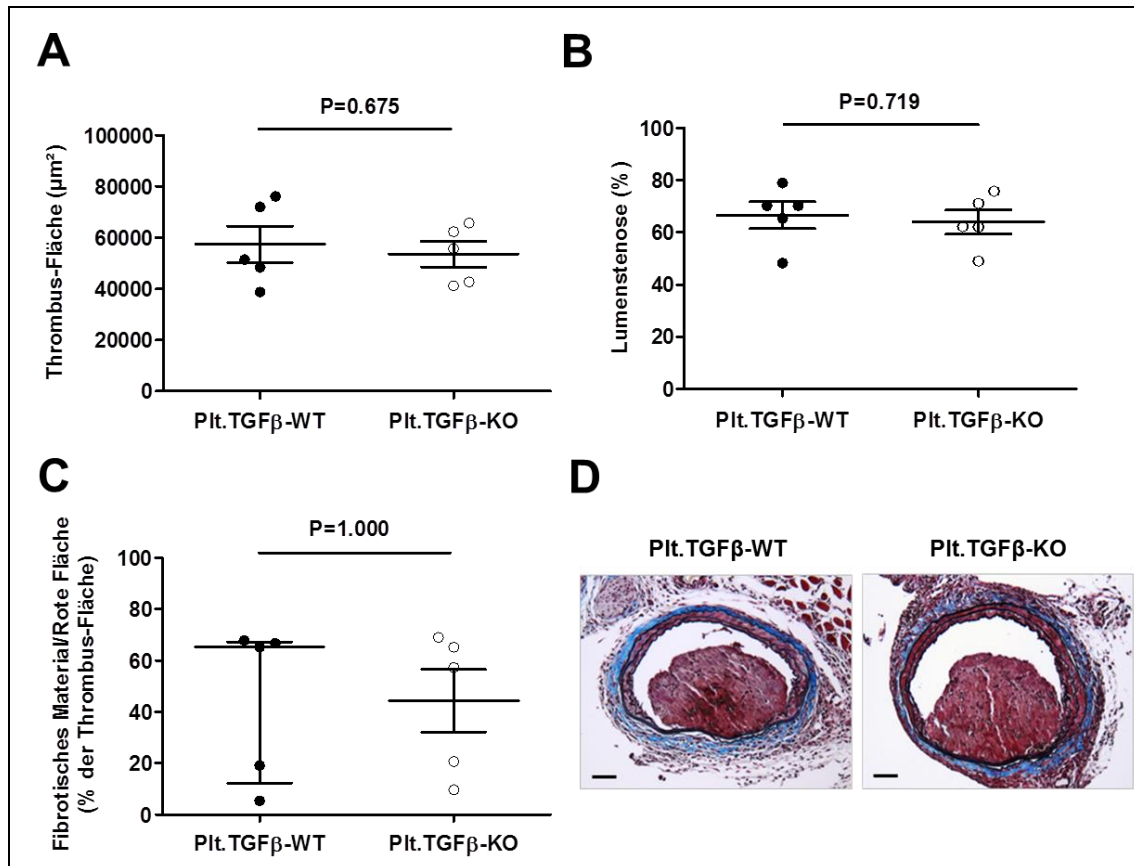 A
P=0.675
Thrombus-Fläche (µm²)
100000
80000
60000
40000
20000
0
Plt.TGFβ-WT
Plt.TGFβ-KO
B
P=0.719
Lumenstenose (%)
100
80
60
40
20
0
Plt.TGFβ-WT
Plt.TGFβ-KO
C
P=1.000
Fibrotisches Material/Rote Fläche
(% der Thrombus-Fläche)
100
80
60
40
20
0
Plt.TGFβ-WT
Plt.TGFβ-KO
D
Plt.TGFβ-WT
Plt.TGFβ-KO